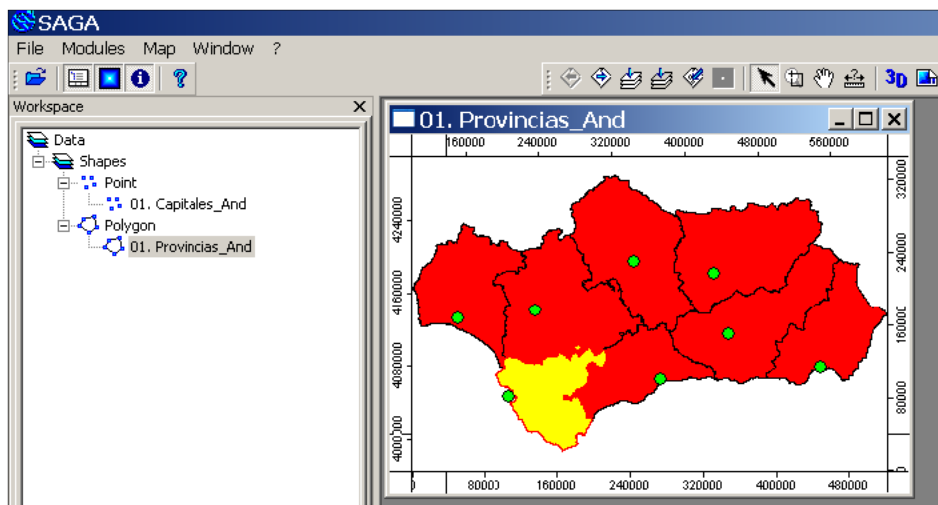 SAGA
File Modules Map Window ?
3D
Workspace X
Data
Shapes
Point
01. Capitales_And
Polygon
01. Provincias_And
01. Provincias_And
160000 240000 320000 400000 480000 560000
4240000
4160000
4080000
4000000
320000
240000
160000
80000
0
0 80000 160000 240000 320000 400000 480000